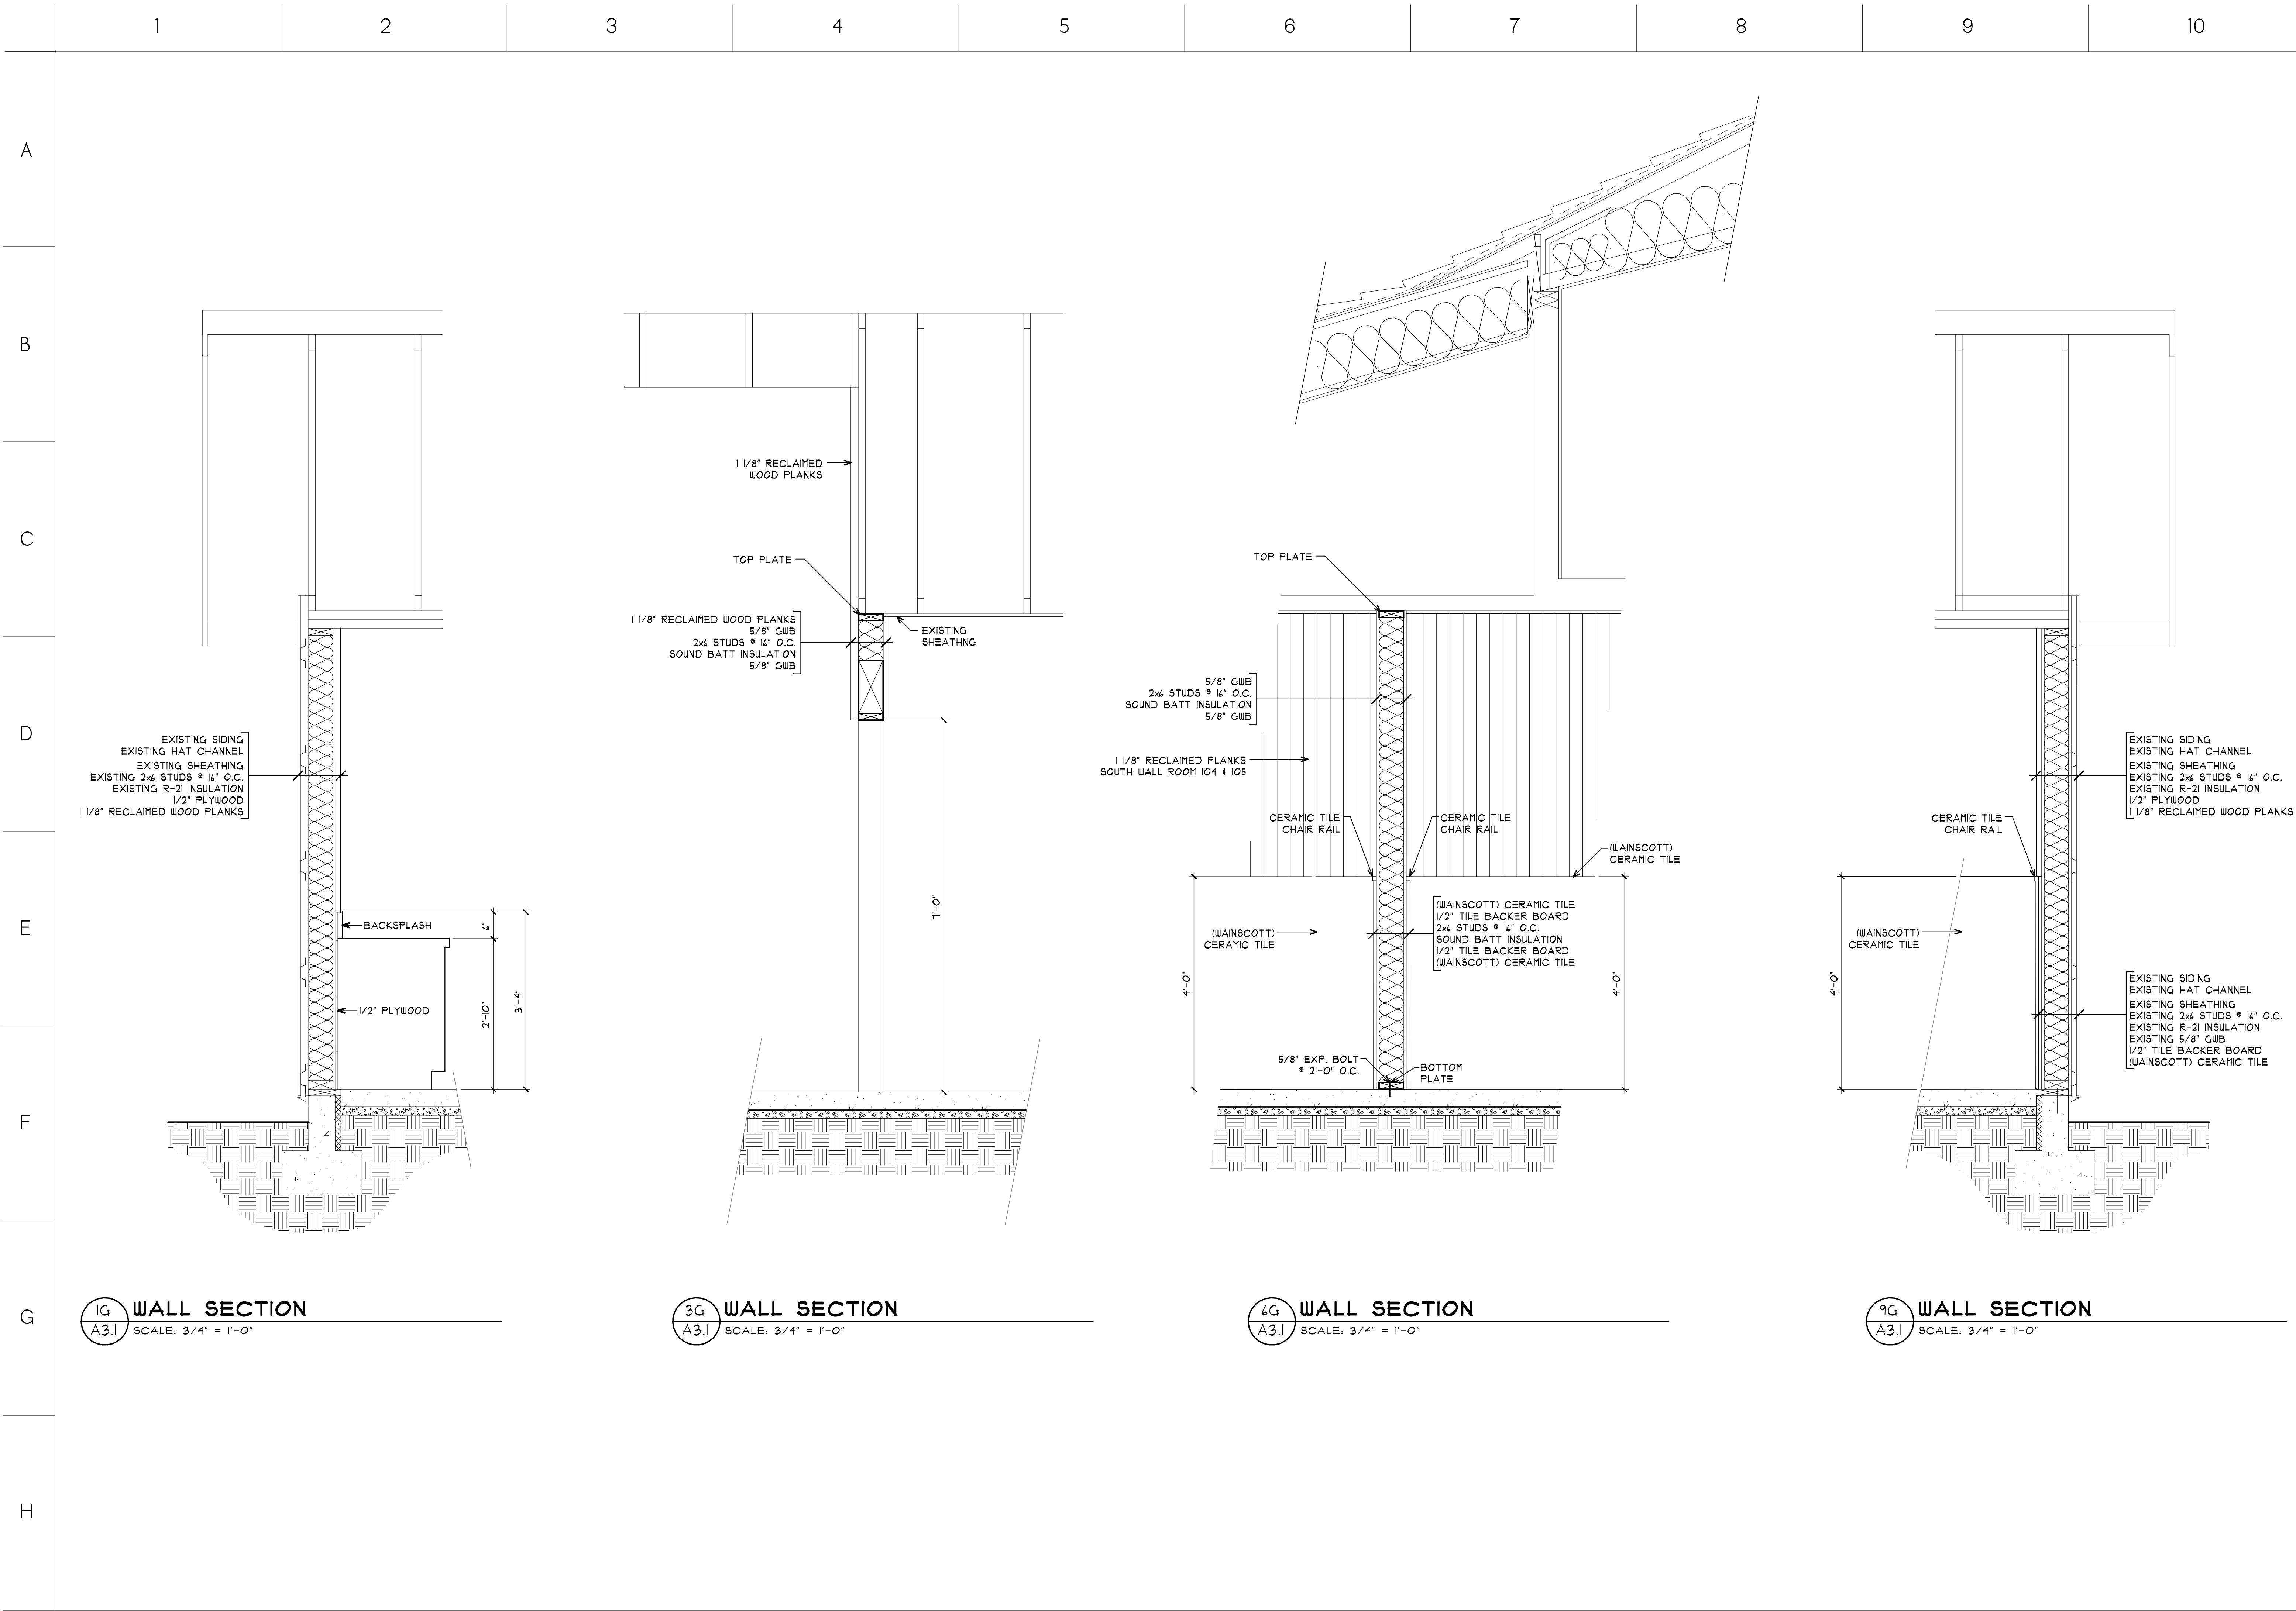 1 2 3 4 5 6 7 8 9 10
A
B
C
D
E
F
G
H
EXISTING SIDING
EXISTING HAT CHANNEL
EXISTING SHEATHING
EXISTING 2x6 STUDS @ 16" O.C.
EXISTING R-21 INSULATION
1/2" PLYWOOD
1 1/8" RECLAIMED WOOD PLANKS
BACKSPLASH
6"
1/2" PLYWOOD
2'-10"
3'-4"
1G
A3.1
WALL SECTION
SCALE: 3/4" = 1'-0"
1 1/8" RECLAIMED
WOOD PLANKS
TOP PLATE
1 1/8" RECLAIMED WOOD PLANKS
5/8" GWB
2x6 STUDS @ 16" O.C.
SOUND BATT INSULATION
5/8" GWB
EXISTING
SHEATHNG
7'-0"
3G
A3.1
WALL SECTION
SCALE: 3/4" = 1'-0"
TOP PLATE
5/8" GWB
2x6 STUDS @ 16" O.C.
SOUND BATT INSULATION
5/8" GWB
1 1/8" RECLAIMED PLANKS
SOUTH WALL ROOM 104 & 105
CERAMIC TILE
CHAIR RAIL
CERAMIC TILE
CHAIR RAIL
(WAINSCOTT)
CERAMIC TILE
(WAINSCOTT)
CERAMIC TILE
(WAINSCOTT) CERAMIC TILE
1/2" TILE BACKER BOARD
2x6 STUDS @ 16" O.C.
SOUND BATT INSULATION
1/2" TILE BACKER BOARD
(WAINSCOTT) CERAMIC TILE
4'-0"
4'-0"
5/8" EXP. BOLT
@ 2'-0" O.C.
BOTTOM
PLATE
6G
A3.1
WALL SECTION
SCALE: 3/4" = 1'-0"
EXISTING SIDING
EXISTING HAT CHANNEL
EXISTING SHEATHING
EXISTING 2x6 STUDS @ 16" O.C.
EXISTING R-21 INSULATION
1/2" PLYWOOD
1 1/8" RECLAIMED WOOD PLANKS
CERAMIC TILE
CHAIR RAIL
(WAINSCOTT)
CERAMIC TILE
4'-0"
EXISTING SIDING
EXISTING HAT CHANNEL
EXISTING SHEATHING
EXISTING 2x6 STUDS @ 16" O.C.
EXISTING R-21 INSULATION
EXISTING 5/8" GWB
1/2" TILE BACKER BOARD
(WAINSCOTT) CERAMIC TILE
9G
A3.1
WALL SECTION
SCALE: 3/4" = 1'-0"